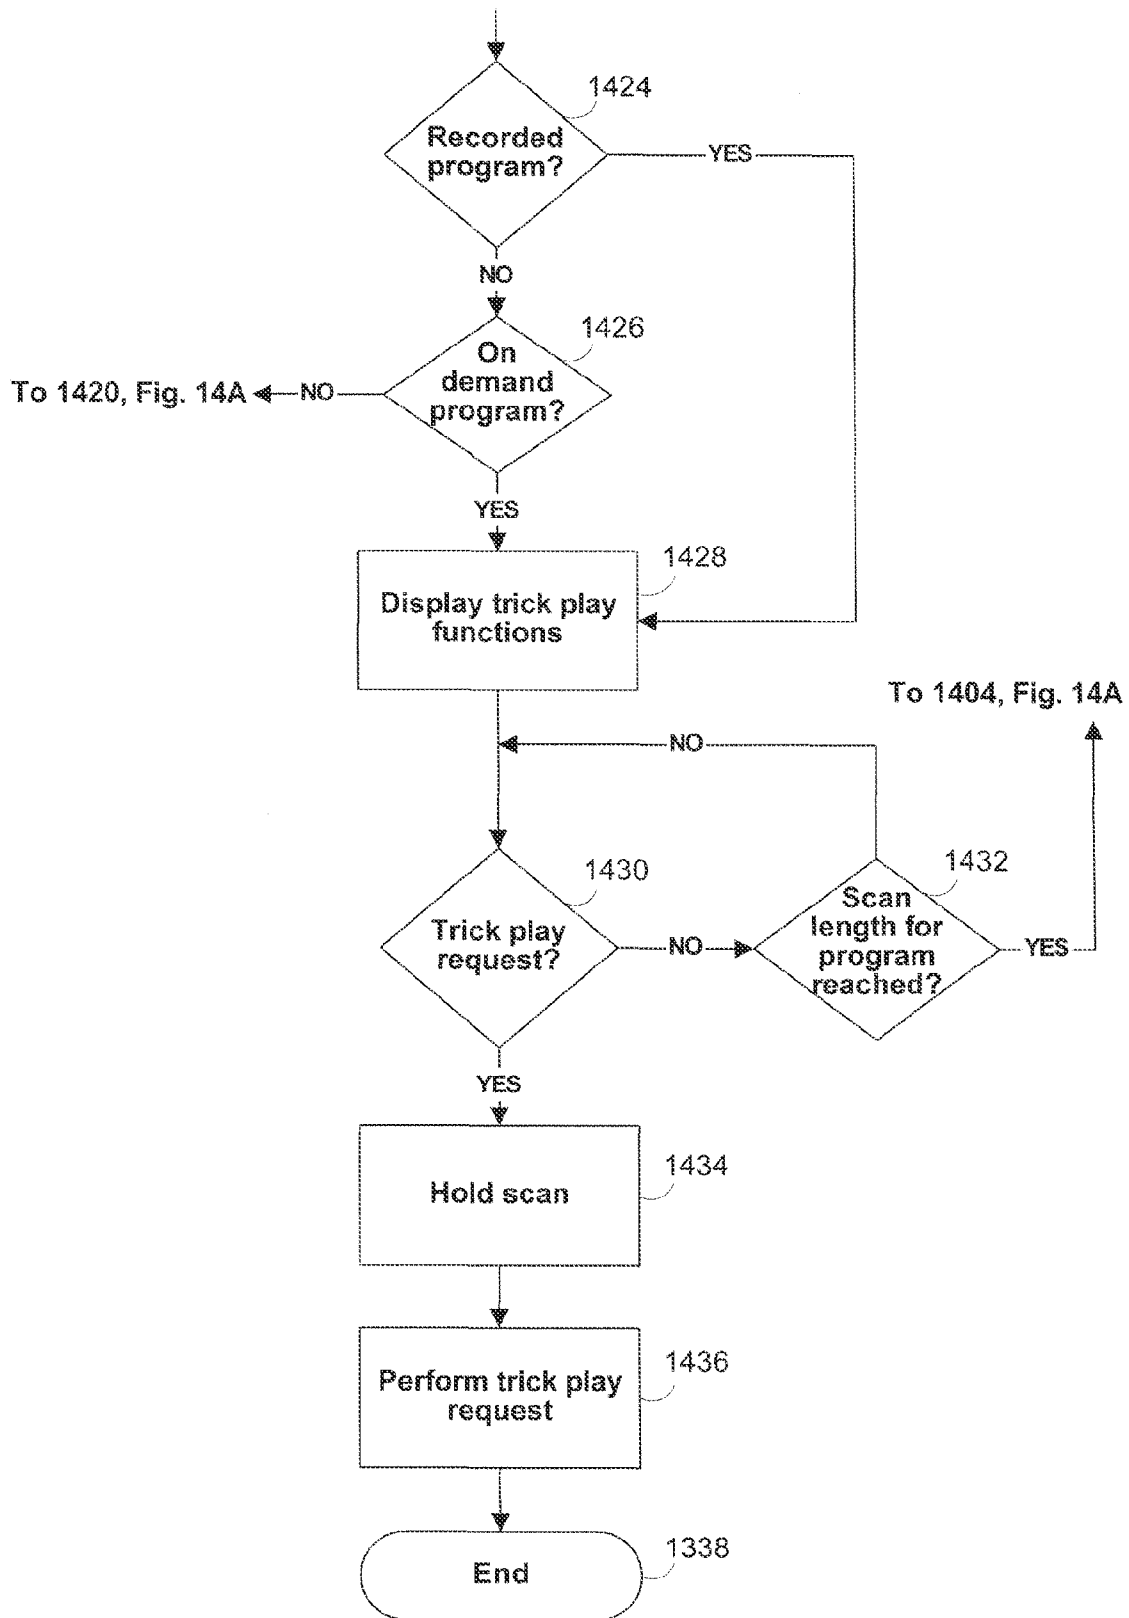 1424
Recorded
program?
YES
NO
1426
On
demand
program?
To 1420, Fig. 14A
NO
YES
1428
Display trick play
functions
To 1404, Fig. 14A
NO
1430
Trick play
request?
NO
1432
Scan
length for
program
reached?
YES
YES
1434
Hold scan
1436
Perform trick play
request
End
1338